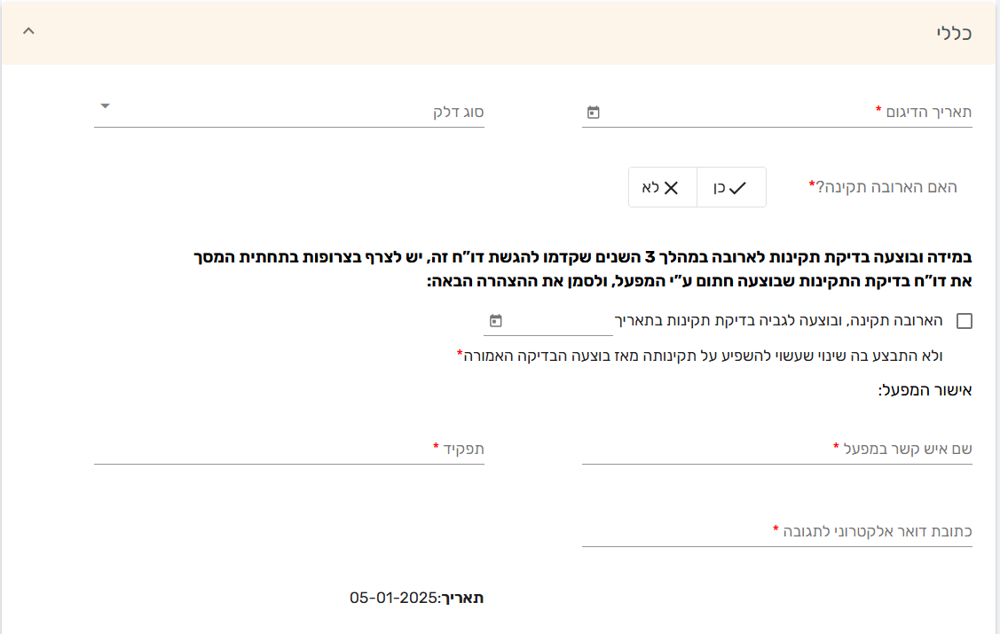 כללי
תאריך הדיגום *
סוג דלק
האם הארובה תקינה?*
כן
לא
במידה ובוצעה בדיקת תקינות לארובה במהלך 3 השנים שקדמו להגשת דו"ח זה, יש לצרף בצרופות בתחתית המסך
את דו"ח בדיקת התקינות שבוצעה חתום ע"י המפעל, ולסמן את ההצהרה הבאה:
הארובה תקינה, ובוצעה לגביה בדיקת תקינות בתאריך
ולא התבצע בה שינוי שעשוי להשפיע על תקינותה מאז בוצעה הבדיקה האמורה*
אישור המפעל:
שם איש קשר במפעל *
תפקיד *
כתובת דואר אלקטרוני לתגובה *
תאריך:05-01-2025